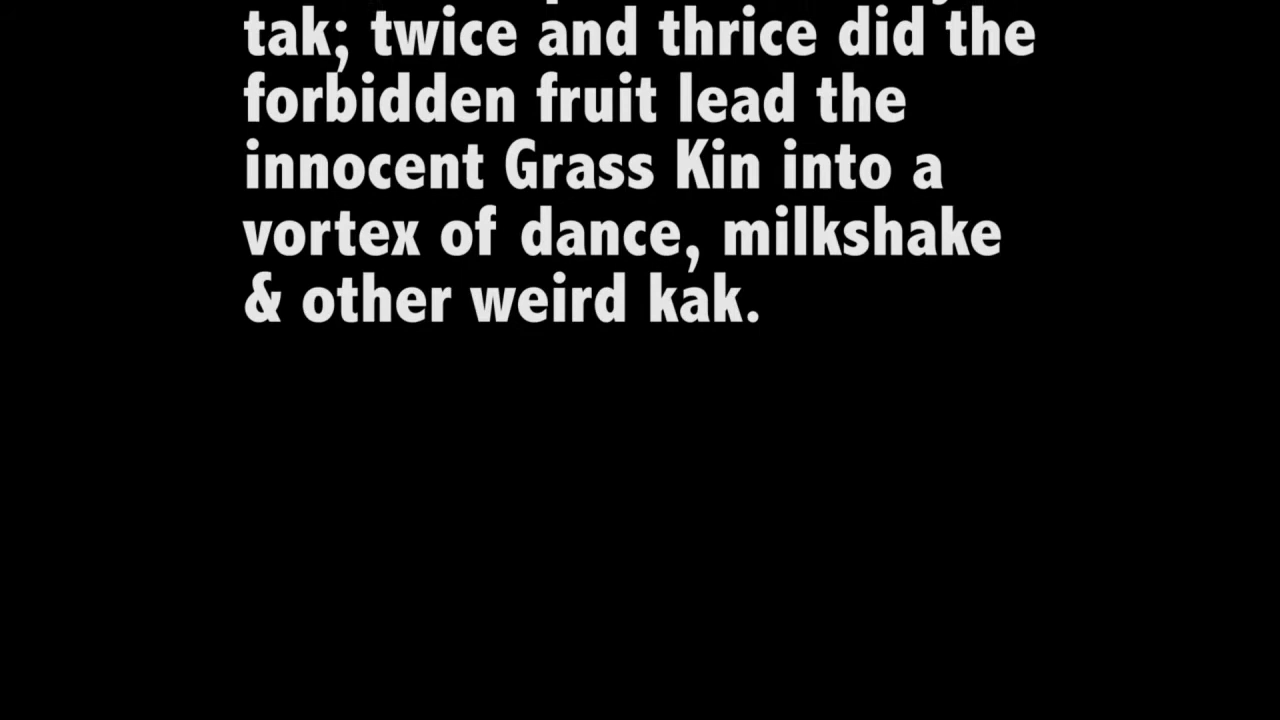 tak; twice and thrice did the
forbidden fruit lead the
innocent Grass Kin into a
vortex of dance, milkshake
& other weird kak.